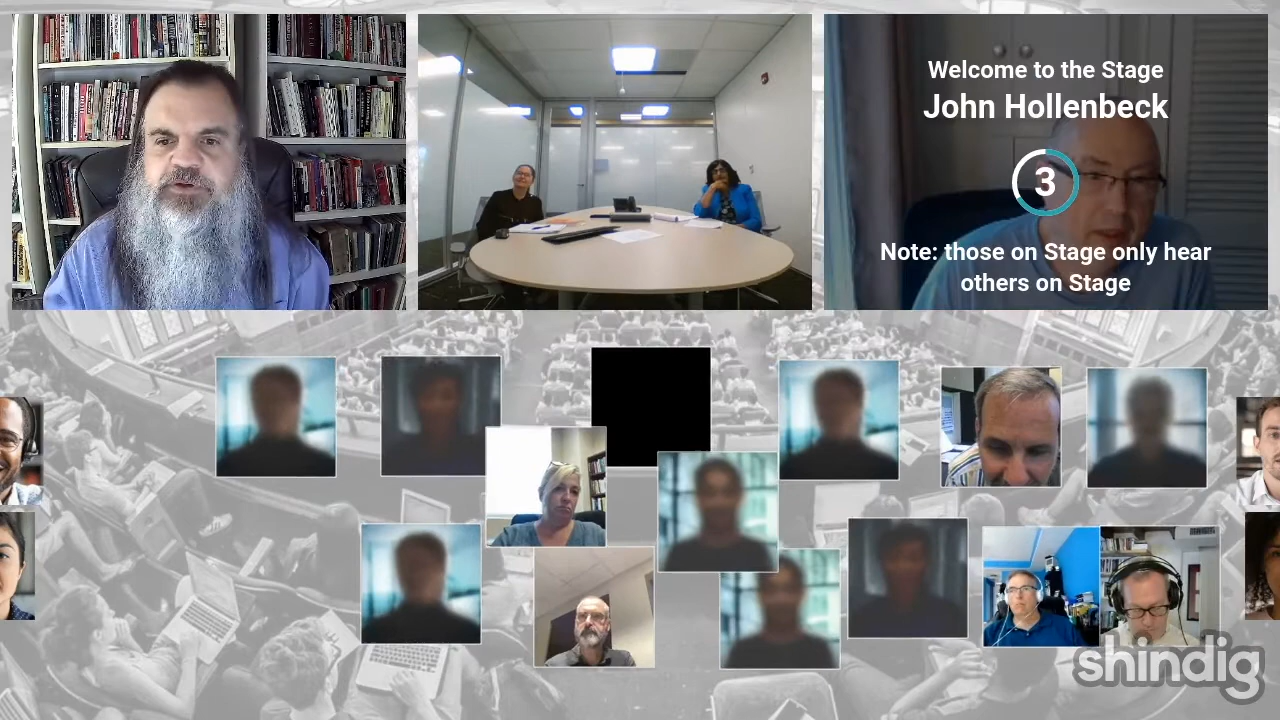 Welcome to the Stage
John Hollenbeck
3
Note: those on Stage only hear
others on Stage
shindig